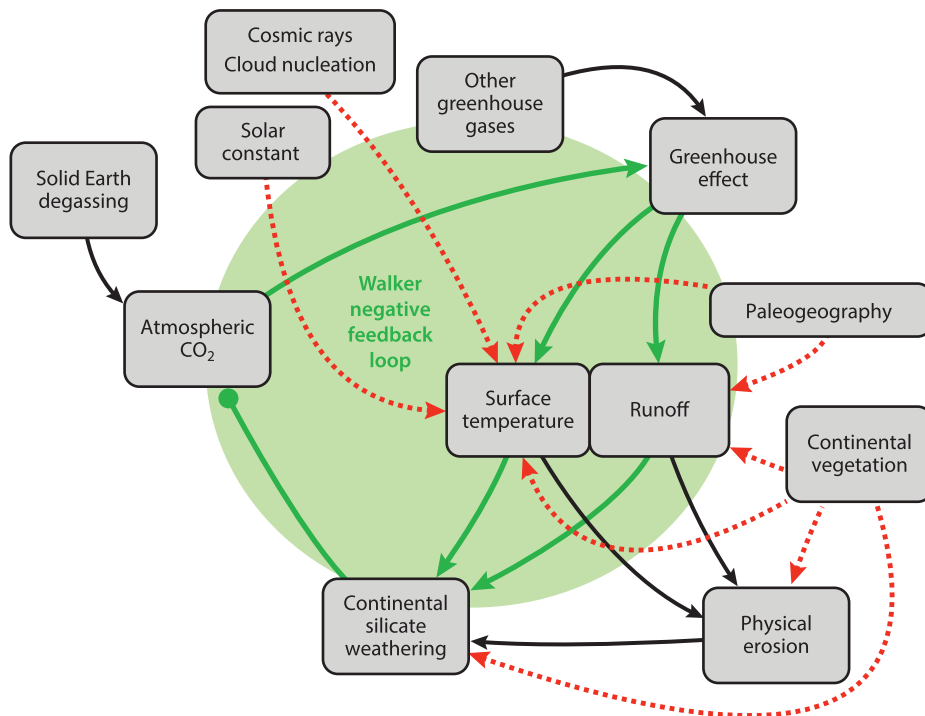 Cosmic rays
Cloud nucleation
Other
greenhouse
gases
Solar
constant
Greenhouse
effect
Solid Earth
degassing
Walker
negative
feedback
loop
Paleogeography
Atmospheric
CO₂
Surface
temperature
Runoff
Continental
vegetation
Continental
silicate
weathering
Physical
erosion